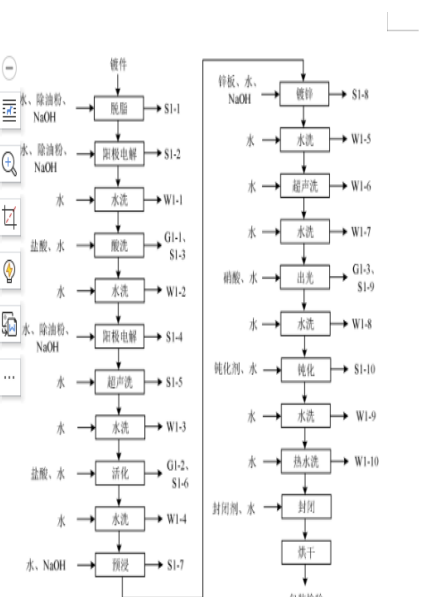 镀件
水、除油粉、
NaOH
脱脂
S1-1
水、除油粉、
NaOH
阳极电解
S1-2
水
水洗
W1-1
盐酸、水
酸洗
G1-1、
S1-3
水
水洗
W1-2
水、除油粉、
NaOH
阳极电解
S1-4
水
超声洗
S1-5
水
水洗
W1-3
盐酸、水
活化
G1-2、
S1-6
水
水洗
W1-4
水、NaOH
预浸
S1-7
锌板、水、
NaOH
镀锌
S1-8
水
水洗
W1-5
水
超声洗
W1-6
水
水洗
W1-7
硝酸、水
出光
G1-3、
S1-9
水
水洗
W1-8
钝化剂、水
钝化
S1-10
水
水洗
W1-9
水
热水洗
W1-10
封闭剂、水
封闭
烘干